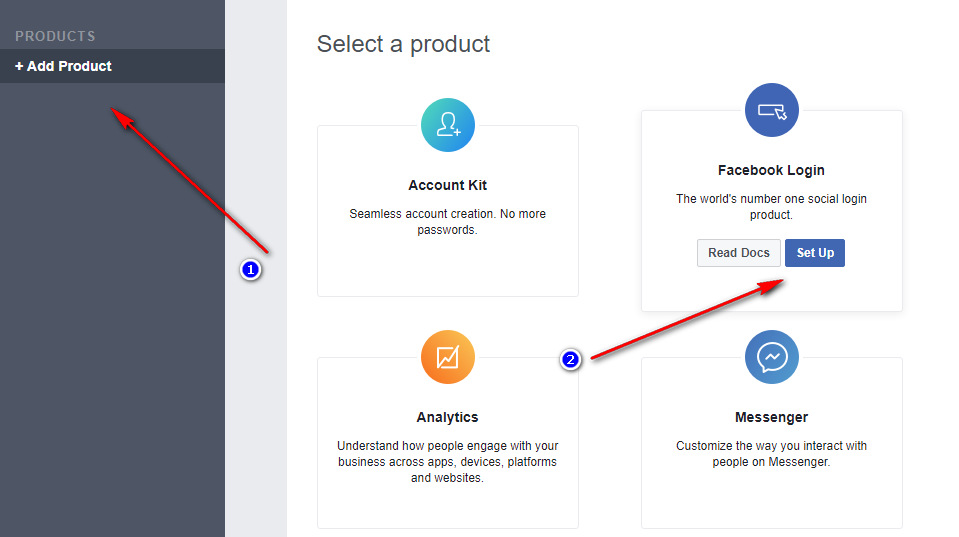 PRODUCTS
+ Add Product
1
Select a product
Account Kit
Seamless account creation. No more
passwords.
Facebook Login
The world's number one social login
product.
Read Docs
Set Up
2
Analytics
Understand how people engage with your
business across apps, devices, platforms
and websites.
Messenger
Customize the way you interact with
people on Messenger.